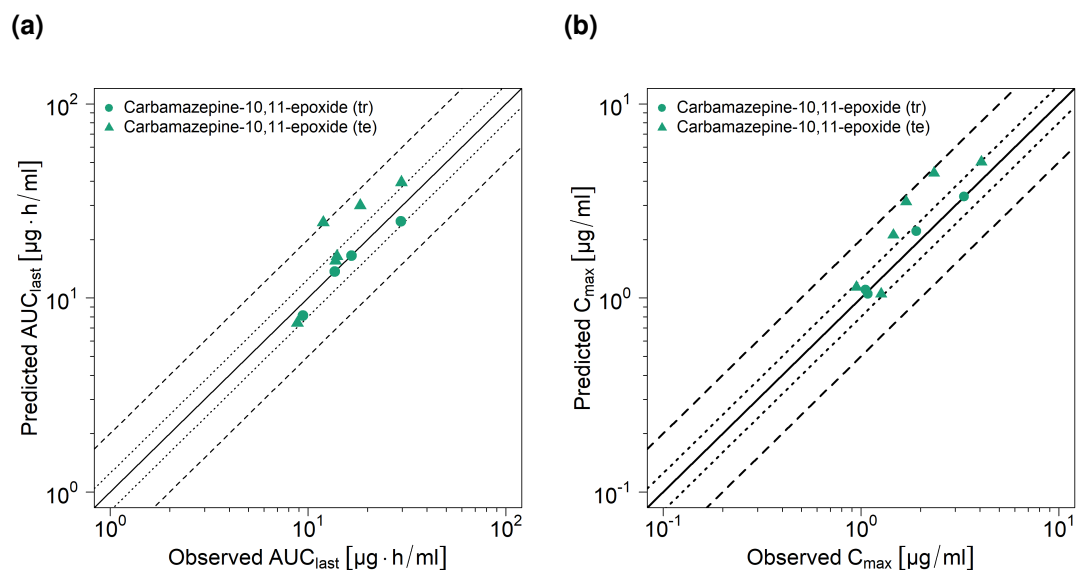 (a)
Carbamazepine-10,11-epoxide (tr)
Carbamazepine-10,11-epoxide (te)
10²
10¹
10⁰
Predicted AUClast [µg · h/ml]
10⁰ 10¹ 10²
Observed AUClast [µg · h/ml]
(b)
Carbamazepine-10,11-epoxide (tr)
Carbamazepine-10,11-epoxide (te)
10¹
10⁰
10⁻¹
Predicted Cmax [µg/ml]
10⁻¹ 10⁰ 10¹
Observed Cmax [µg/ml]